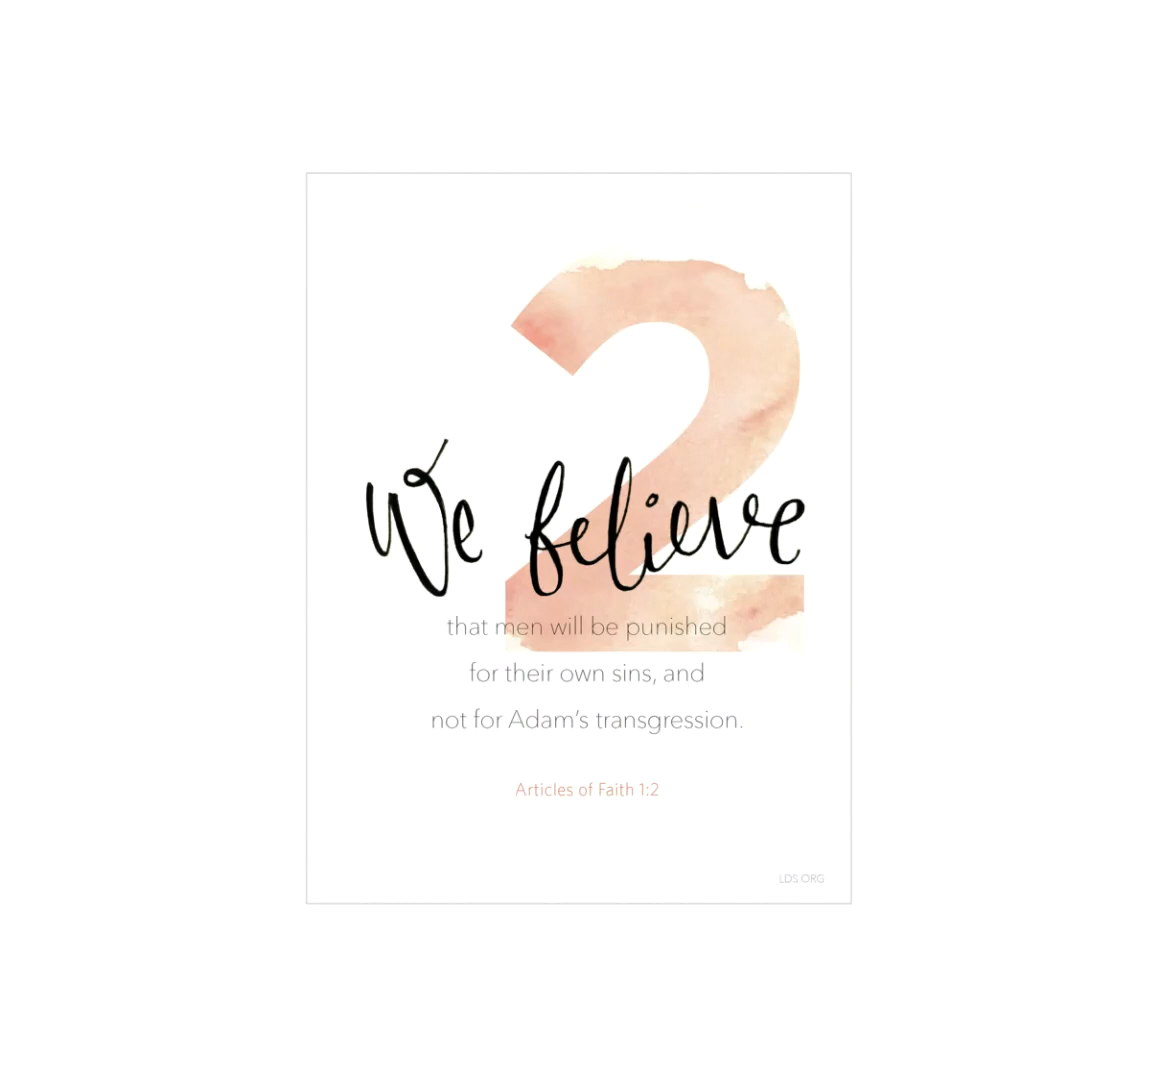 2
We believe
that men will be punished
for their own sins, and
not for Adam's transgression.
Articles of Faith 1:2
LDS.ORG